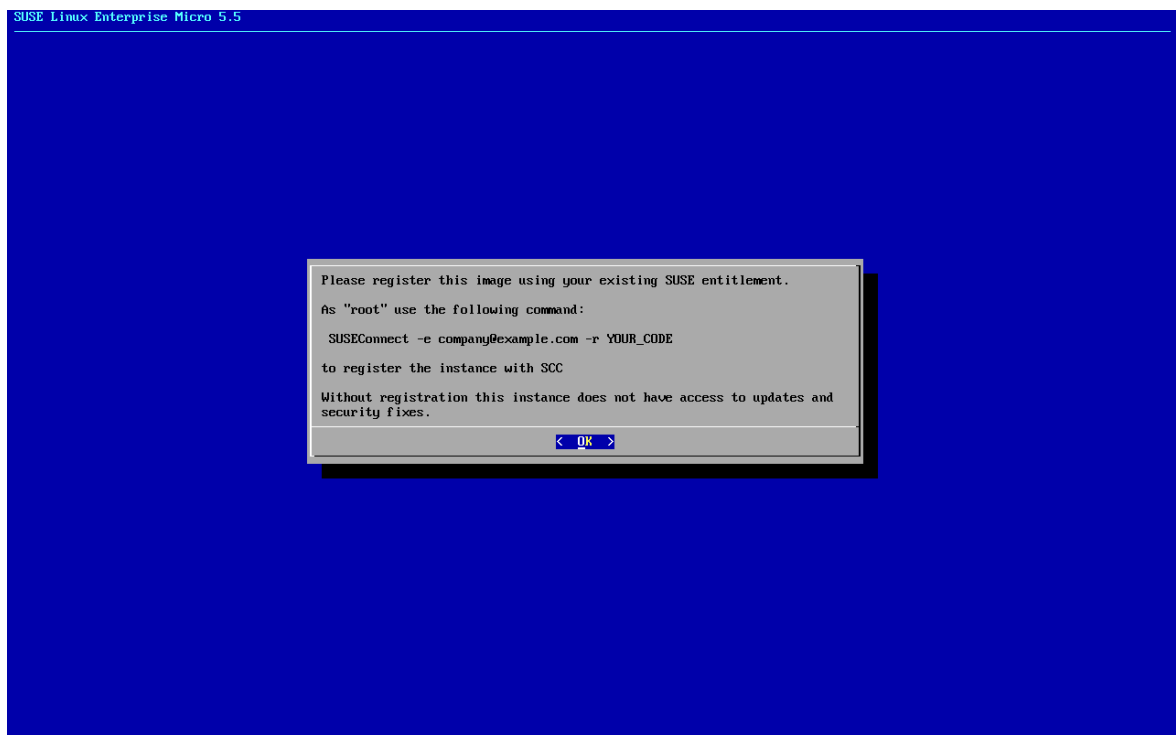 SUSE Linux Enterprise Micro 5.5
Please register this image using your existing SUSE entitlement.
As "root" use the following command:
SUSEConnect -e company@example.com -r YOUR_CODE
to register the instance with SCC
Without registration this instance does not have access to updates and
security fixes.
< OK >